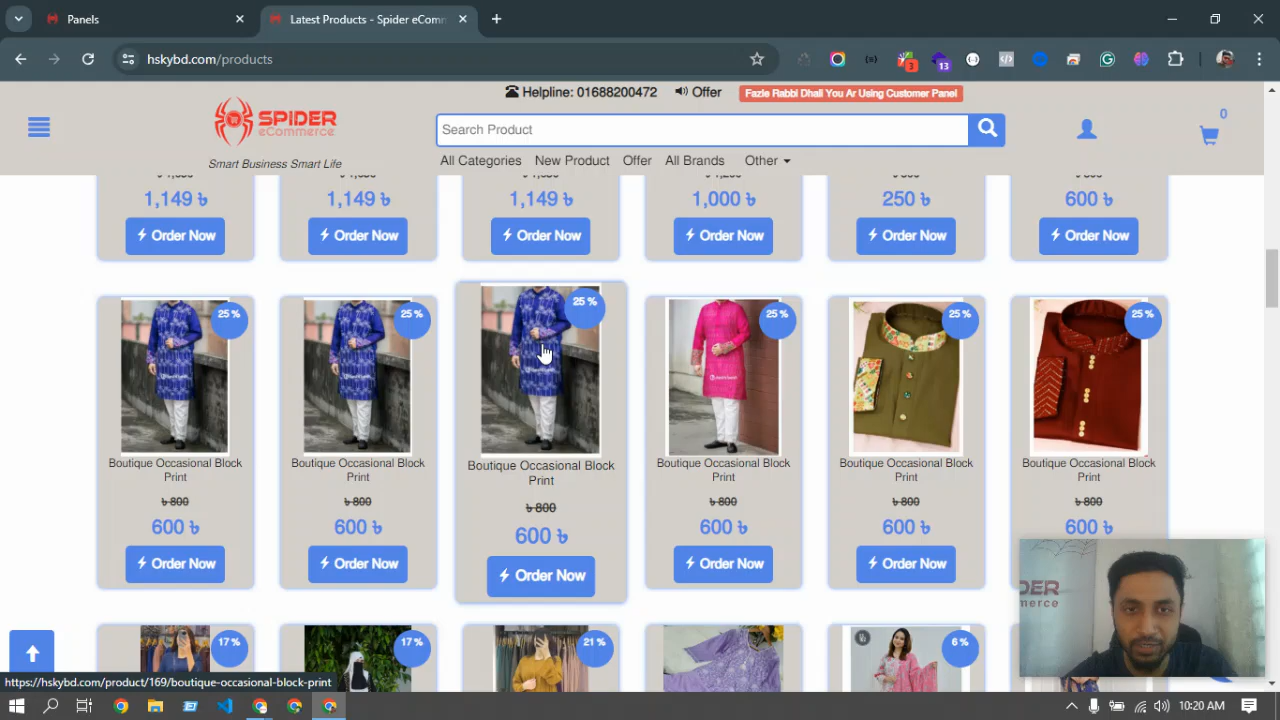 Panels
Latest Products - Spider eComm
hskybd.com/products
3
13
Helpline: 01688200472
Offer
Fazle Rabbi Dhali You Ar Using Customer Panel
SPIDER
eCommerce
Smart Business Smart Life
Search Product
0
All Categories
New Product
Offer
All Brands
Other
1,149 ৳
1,149 ৳
1,149 ৳
1,000 ৳
250 ৳
600 ৳
Order Now
Order Now
Order Now
Order Now
Order Now
Order Now
25 %
25 %
25 %
25 %
25 %
25 %
Boutique Occasional Block
Print
Boutique Occasional Block
Print
Boutique Occasional Block
Print
Boutique Occasional Block
Print
Boutique Occasional Block
Print
Boutique Occasional Block
Print
৳ 800
৳ 800
৳ 800
৳ 800
৳ 800
৳ 800
600 ৳
600 ৳
600 ৳
600 ৳
600 ৳
600 ৳
Order Now
Order Now
Order Now
Order Now
Order Now
17 %
17 %
21 %
6 %
https://hskybd.com/product/169/boutique-occasional-block-print
10:20 AM